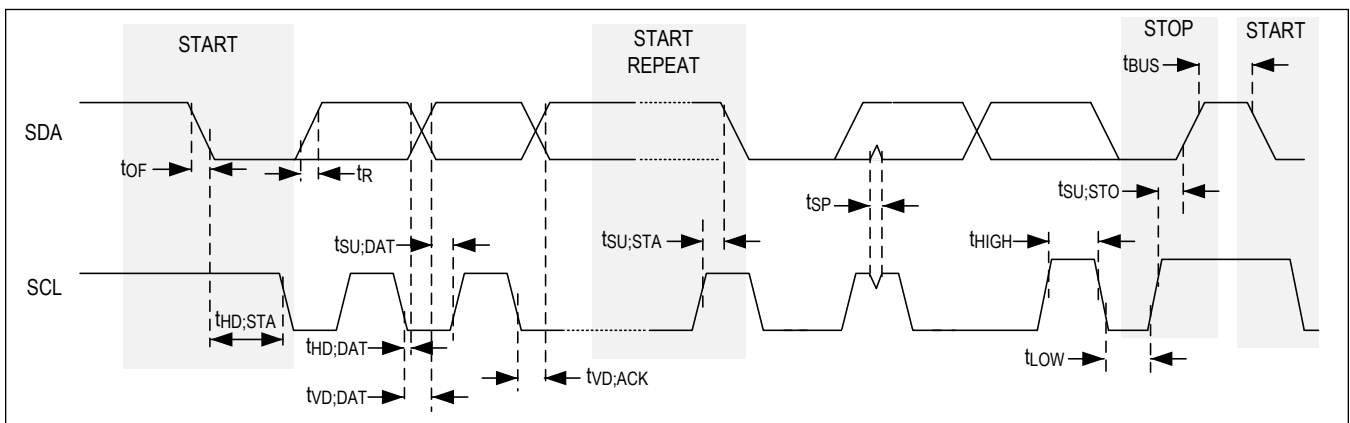 START
START
REPEAT
STOP
START
tBUS
SDA
tOF
tR
tSP
tSU;STO
tSU;DAT
tSU;STA
tHIGH
SCL
tHD;STA
tHD;DAT
tLOW
tVD;ACK
tVD;DAT